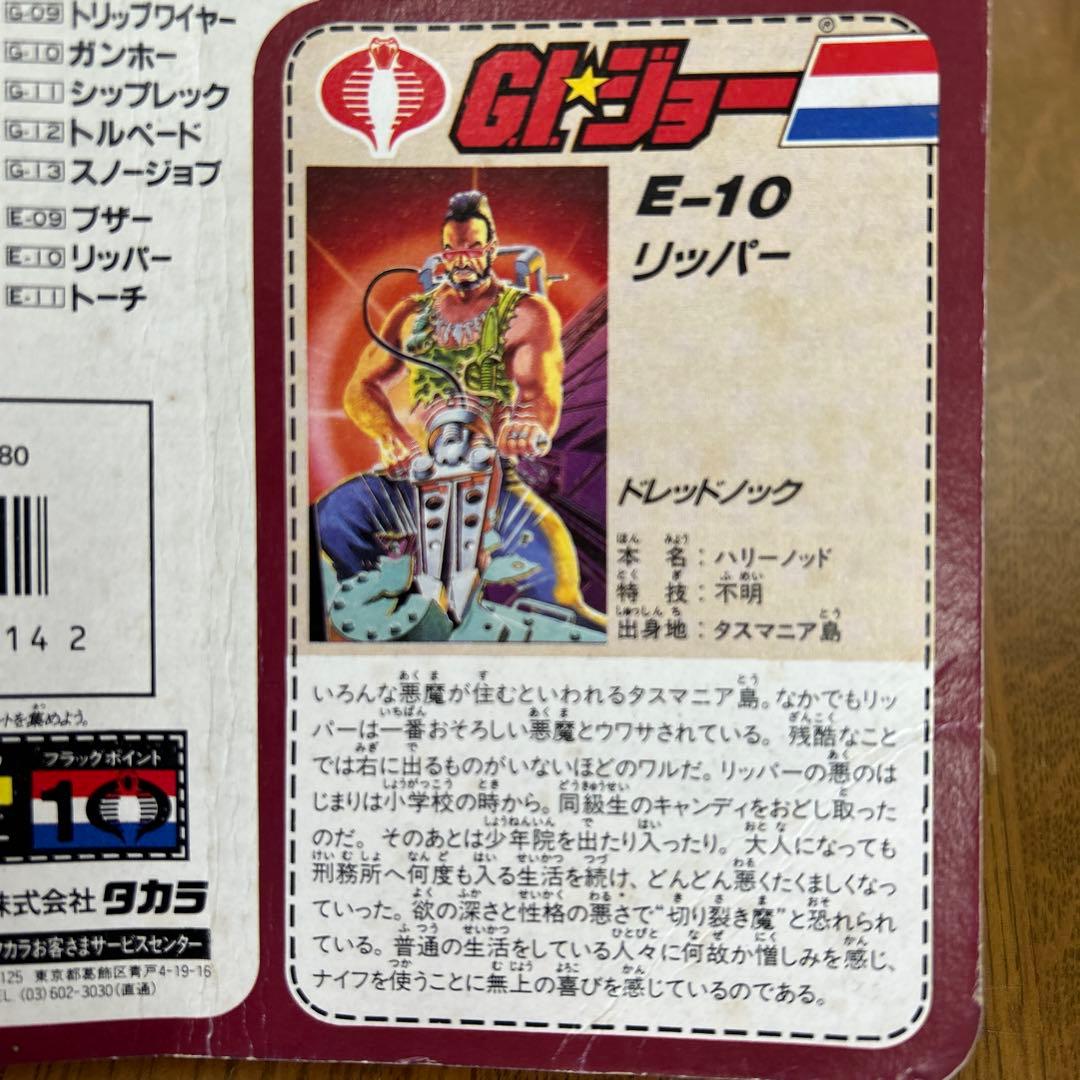 G-09 トリップワイヤー
G-10 ガンホー
G-11 シップレック
G-12 トルペード
G-13 スノージョブ
E-09 ブザー
E-10 リッパー
E-11 トーチ
80
142
トを集めよう。
フラッグポイント
10
株式会社 タカラ
タカラお客さまサービスセンター
125 東京都葛飾区青戸4-19-16
EL (03)602-3030(直通)
G.I.ジョー®
E-10
リッパー
ドレッドノック
本名：ハリーノッド
特技：不明
出身地：タスマニア島
いろんな悪魔が住むといわれるタスマニア島。なかでもリッ
パーは一番おそろしい悪魔とウワサされている。残酷なこと
では右に出るものがいないほどのワルだ。リッパーの悪のは
じまりは小学校の時から。同級生のキャンディをおどし取った
のだ。そのあとは少年院を出たり入ったり。大人になっても
刑務所へ何度も入る生活を続け、どんどん悪くたくましくなっ
ていった。欲の深さと性格の悪さで“切り裂き魔”と恐れられ
ている。普通の生活をしている人々に何故か憎しみを感じ、
ナイフを使うことに無上の喜びを感じているのである。